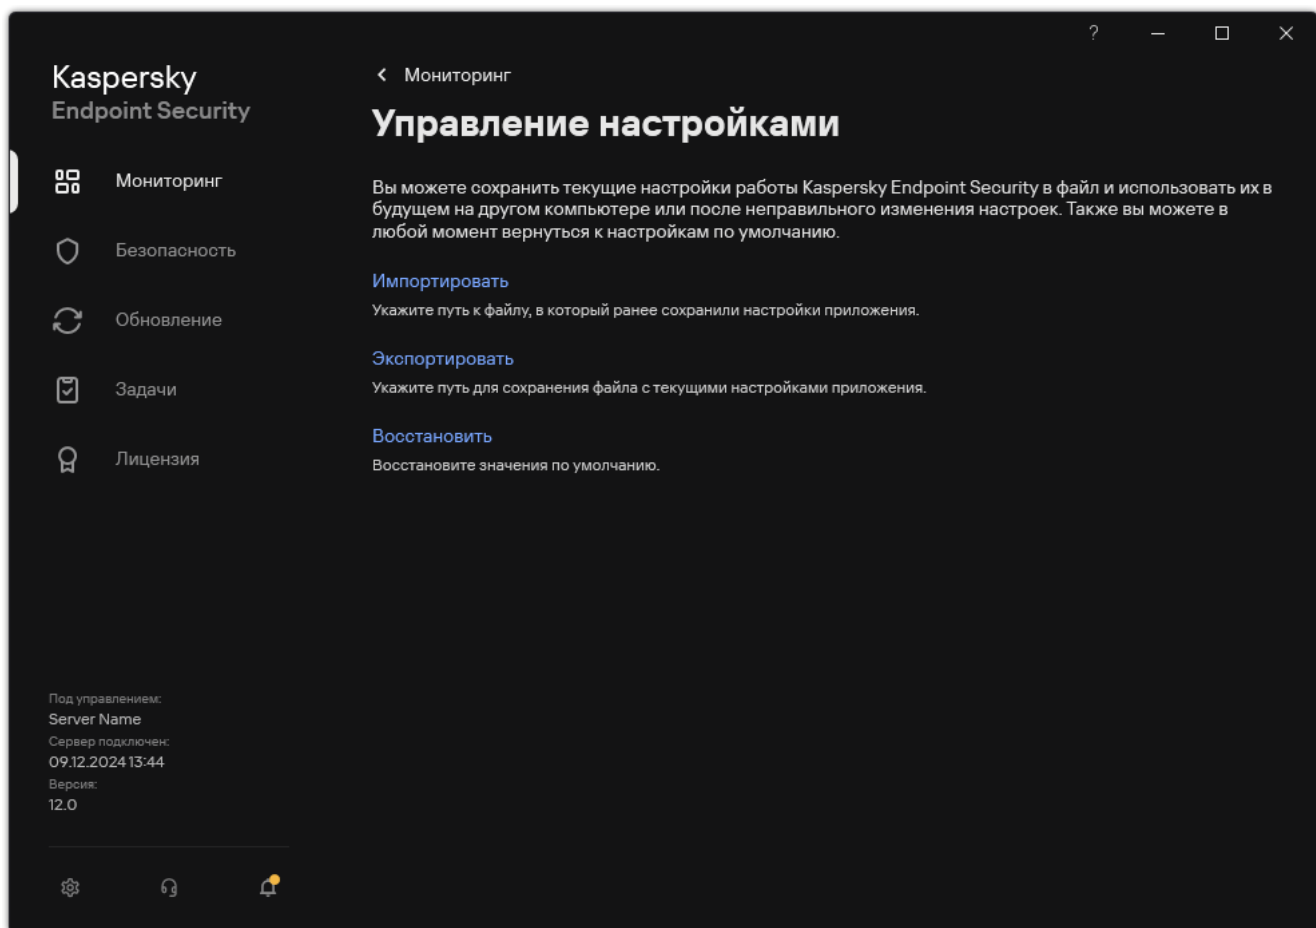 ?
Kaspersky
Endpoint Security
Мониторинг
Безопасность
Обновление
Задачи
Лицензия
Под управлением:
Server Name
Сервер подключен:
09.12.2024 13:44
Версия:
12.0
Мониторинг
Управление настройками
Вы можете сохранить текущие настройки работы Kaspersky Endpoint Security в файл и использовать их в
будущем на другом компьютере или после неправильного изменения настроек. Также вы можете в
любой момент вернуться к настройкам по умолчанию.
Импортировать
Укажите путь к файлу, в который ранее сохранили настройки приложения.
Экспортировать
Укажите путь для сохранения файла с текущими настройками приложения.
Восстановить
Восстановите значения по умолчанию.